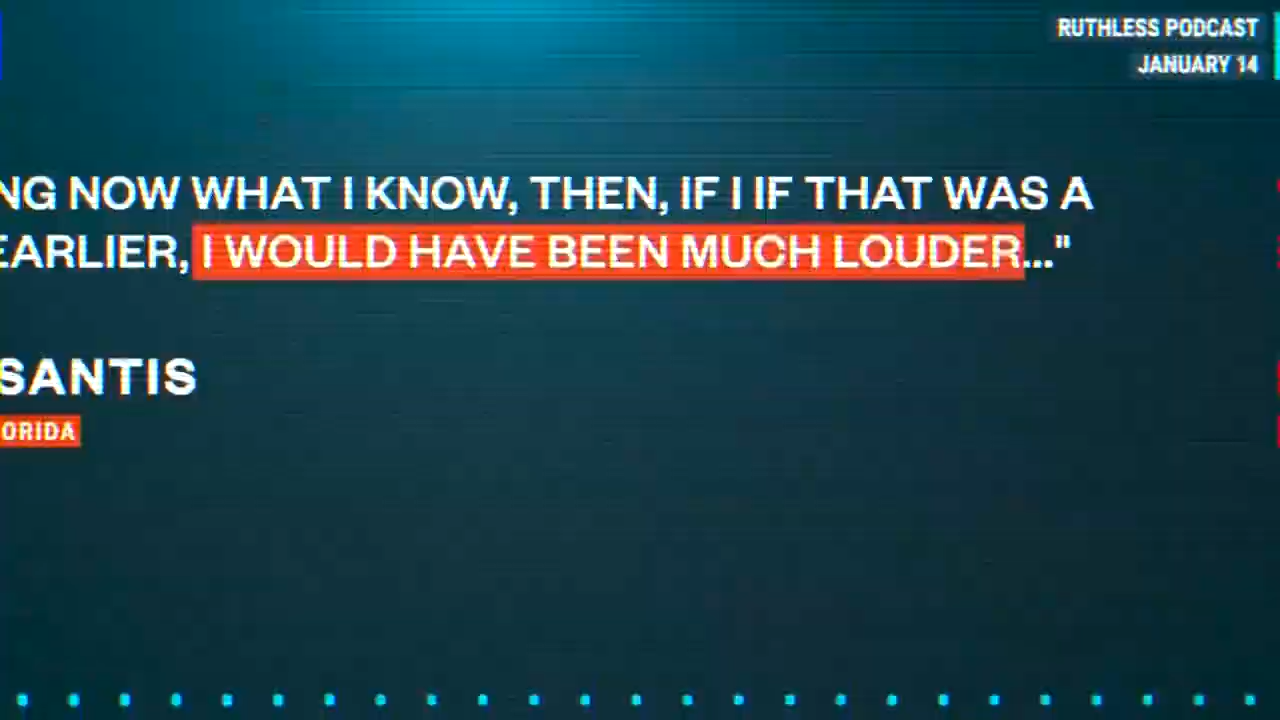 RUTHLESS PODCAST
JANUARY 14
NG NOW WHAT I KNOW, THEN, IF I IF THAT WAS A
EARLIER, I WOULD HAVE BEEN MUCH LOUDER..."
SANTIS
ORIDA